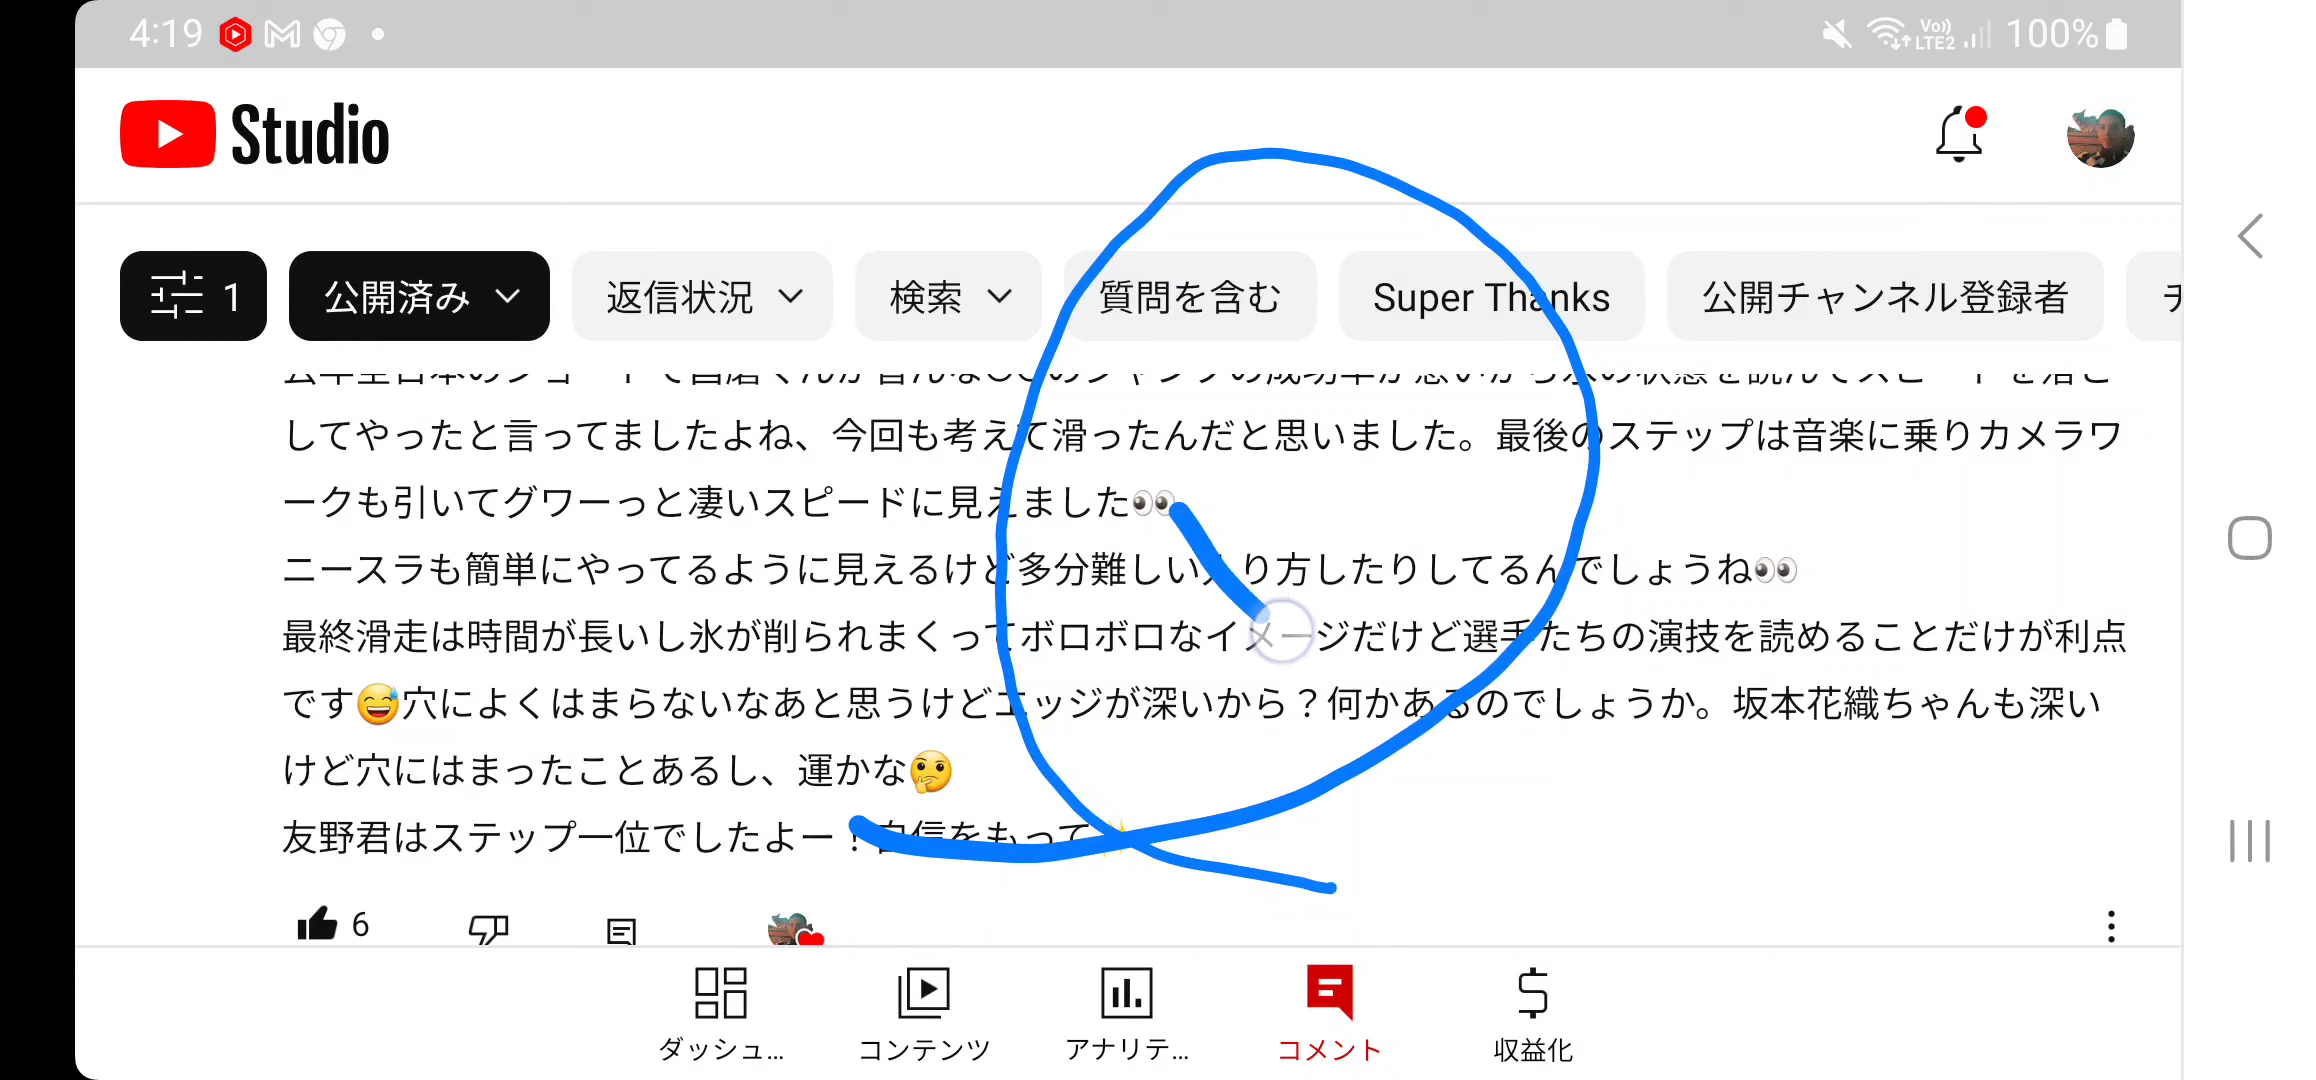 4:19
Vo))
LTE2
100%
Studio
1
公開済み
返信状況
検索
質問を含む
Super Thanks
公開チャンネル登録者
してやったと言ってましたよね、今回も考えて滑ったんだと思いました。最後のステップは音楽に乗りカメラワ
ークも引いてグワーっと凄いスピードに見えました👀
ニースラも簡単にやってるように見えるけど多分難しい入り方したりしてるんでしょうね👀
最終滑走は時間が長いし氷が削られまくってボロボロなイメージだけど選手たちの演技を読めることだけが利点
です😅穴によくはまらないなあと思うけどエッジが深いから？何かあるのでしょうか。坂本花織ちゃんも深い
けど穴にはまったことあるし、運かな🤔
友野君はステップ一位でしたよー！自信をもって✨
6
ダッシュ...
コンテンツ
アナリテ...
コメント
収益化